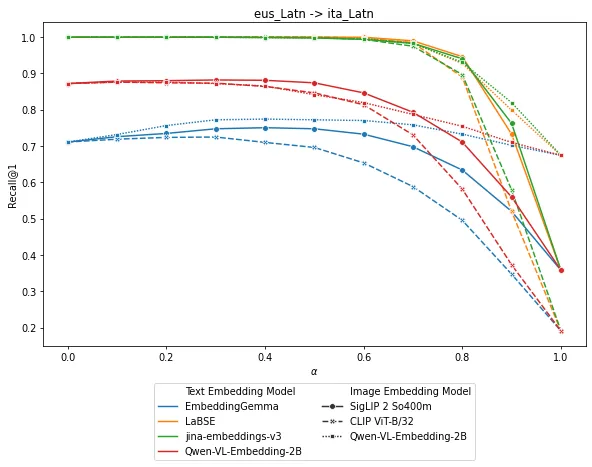 eus_Latn -> ita_Latn
Recall@1
1.0
0.9
0.8
0.7
0.6
0.5
0.4
0.3
0.2
0.0 0.2 0.4 0.6 0.8 1.0
α
Text Embedding Model
EmbeddingGemma
LaBSE
jina-embeddings-v3
Qwen-VL-Embedding-2B
Image Embedding Model
SigLIP 2 So400m
CLIP ViT-B/32
Qwen-VL-Embedding-2B